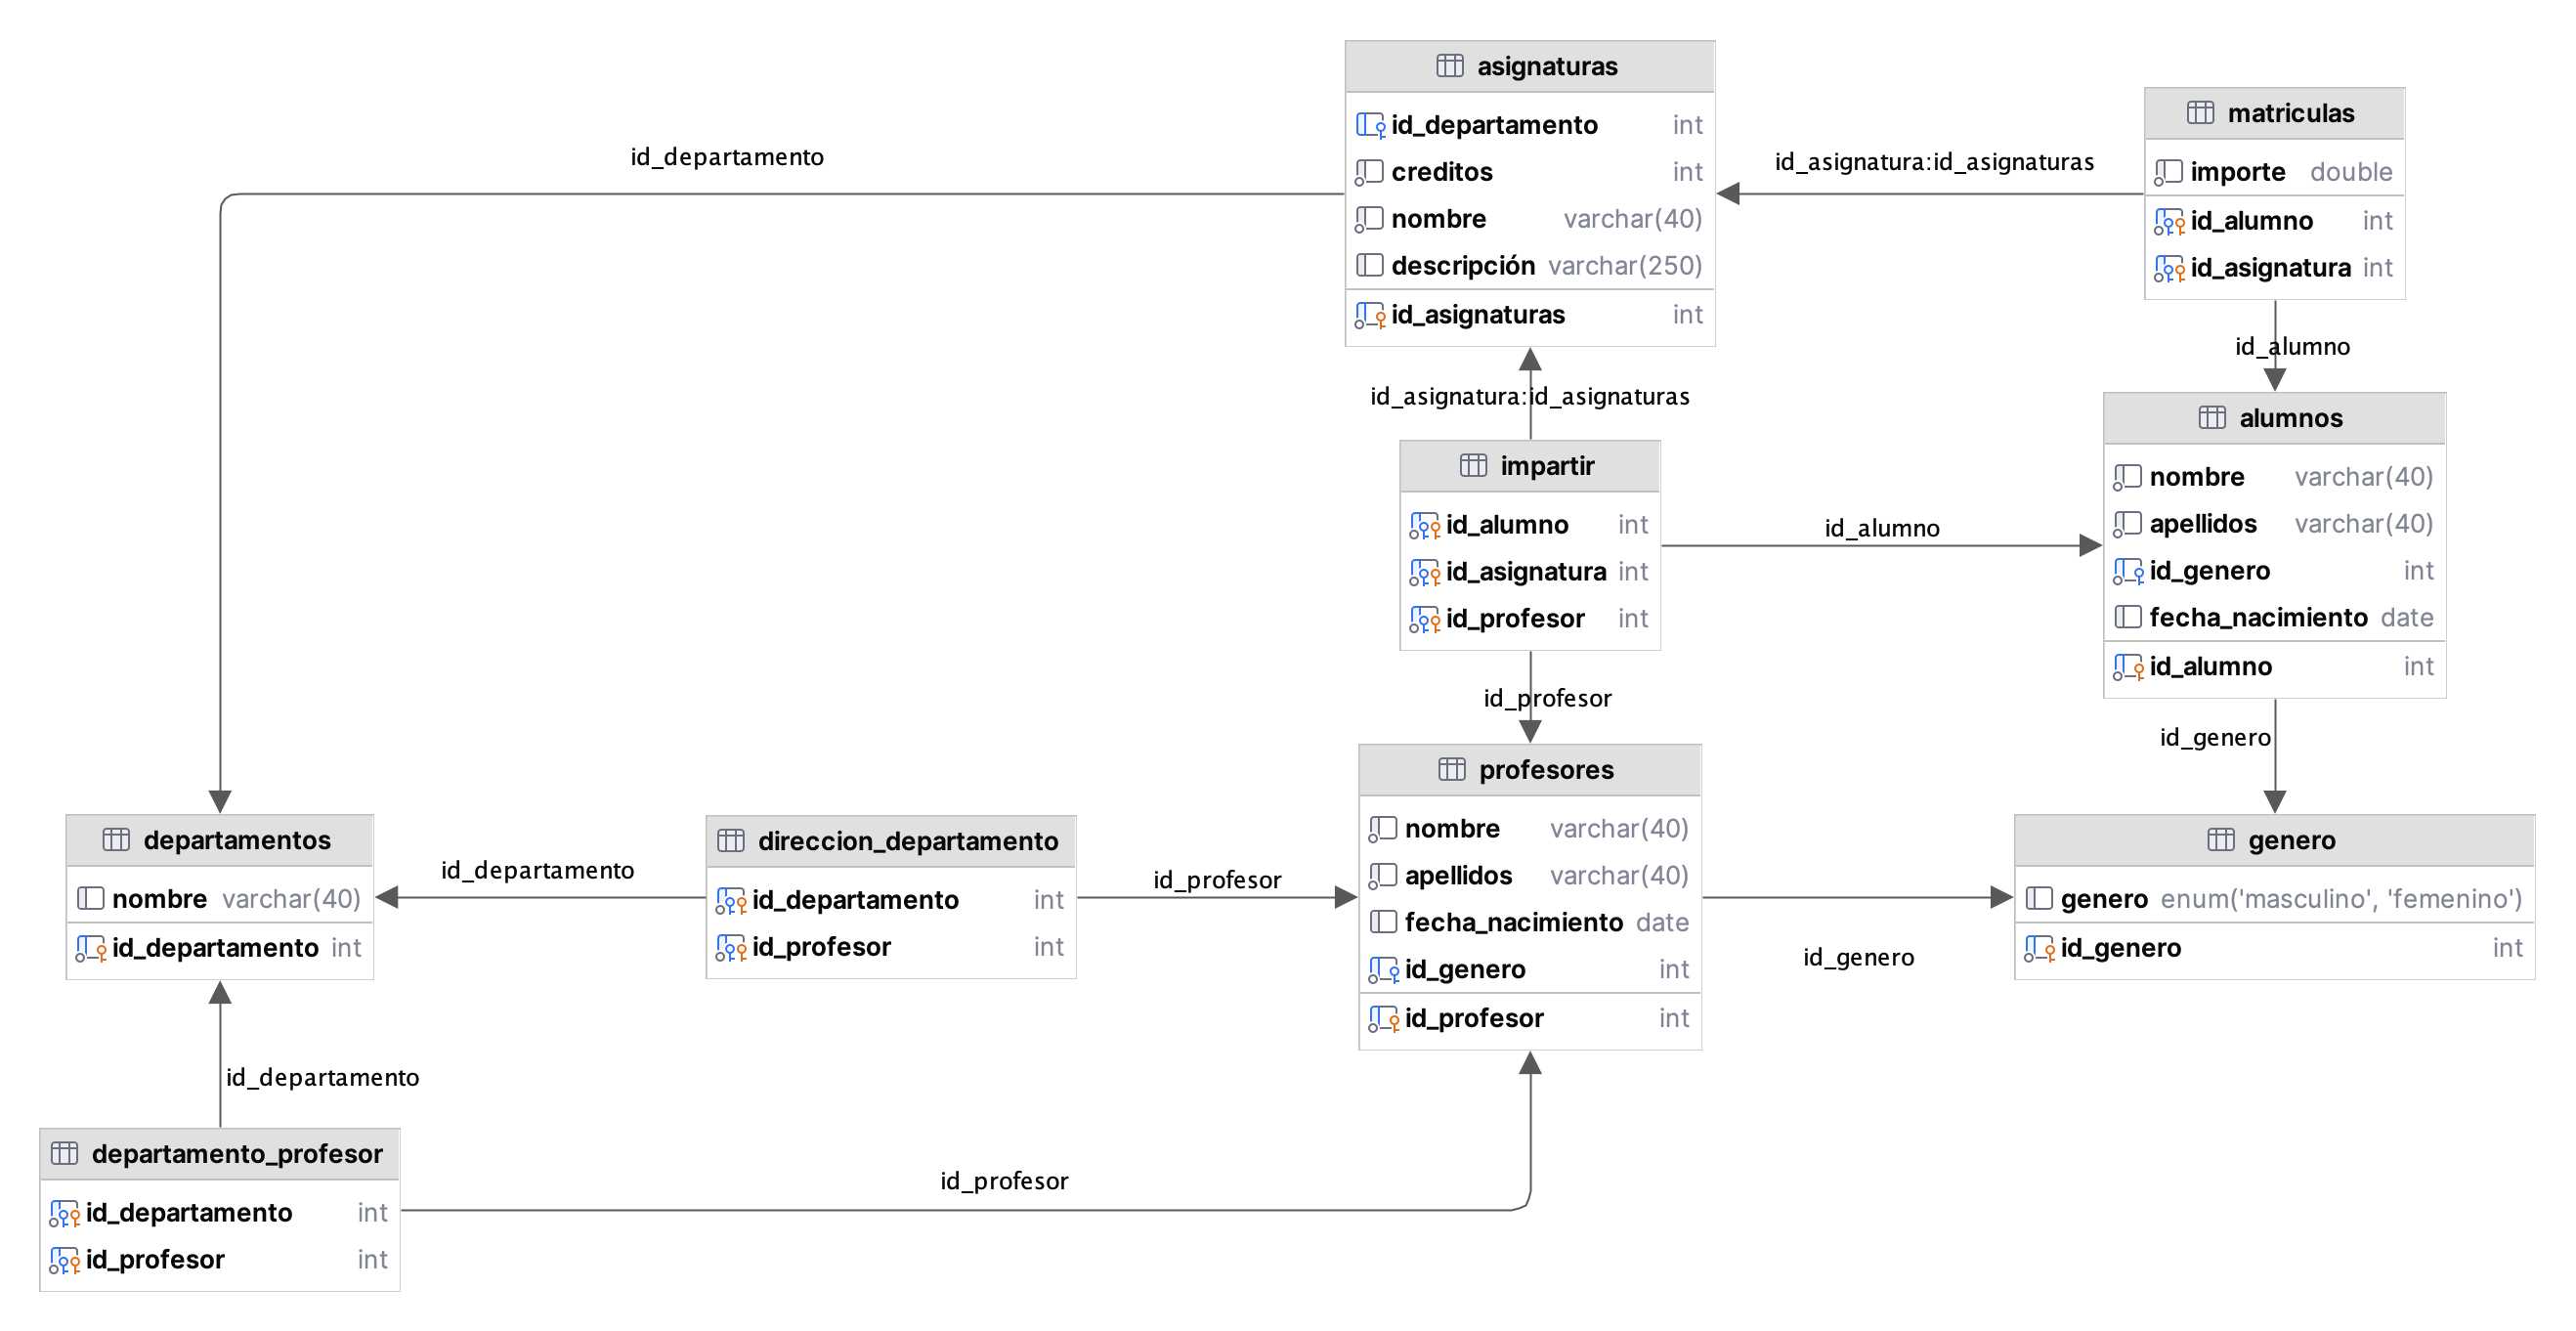 asignaturas
id_departamento int
creditos int
nombre varchar(40)
descripción varchar(250)
id_asignaturas int
matriculas
importe double
id_alumno int
id_asignatura int
id_departamento
id_asignatura:id_asignaturas
id_alumno
id_asignatura:id_asignaturas
alumnos
nombre varchar(40)
apellidos varchar(40)
id_genero int
fecha_nacimiento date
id_alumno int
impartir
id_alumno int
id_asignatura int
id_profesor int
id_alumno
id_profesor
id_genero
profesores
nombre varchar(40)
apellidos varchar(40)
fecha_nacimiento date
id_genero int
id_profesor int
departamentos
nombre varchar(40)
id_departamento int
id_departamento
direccion_departamento
id_departamento int
id_profesor int
id_profesor
genero
genero enum('masculino', 'femenino')
id_genero int
id_genero
id_departamento
departamento_profesor
id_departamento int
id_profesor int
id_profesor